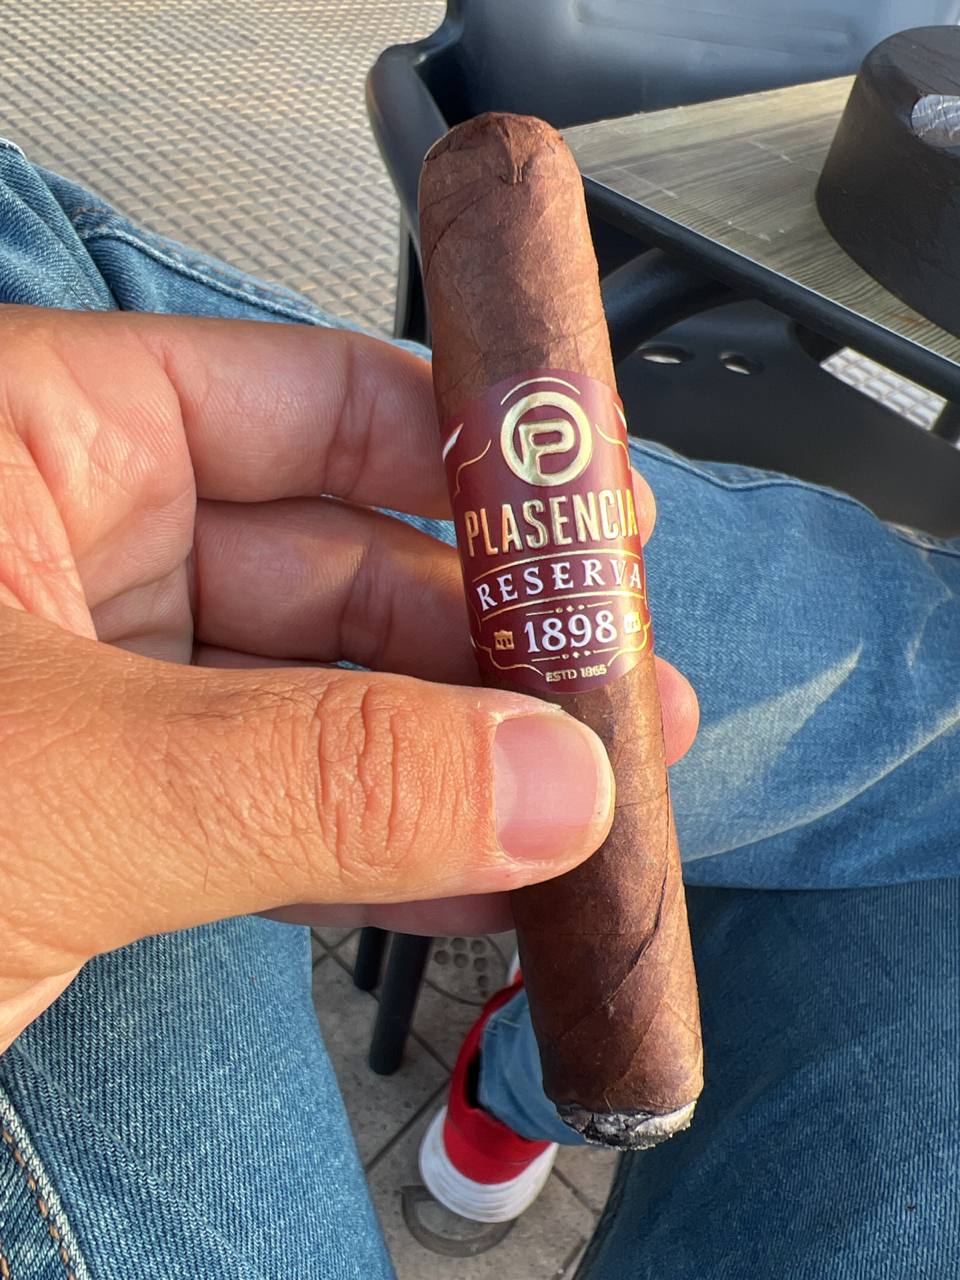 P
PLASENCIA
RESERVA
1898
ESTD 1865